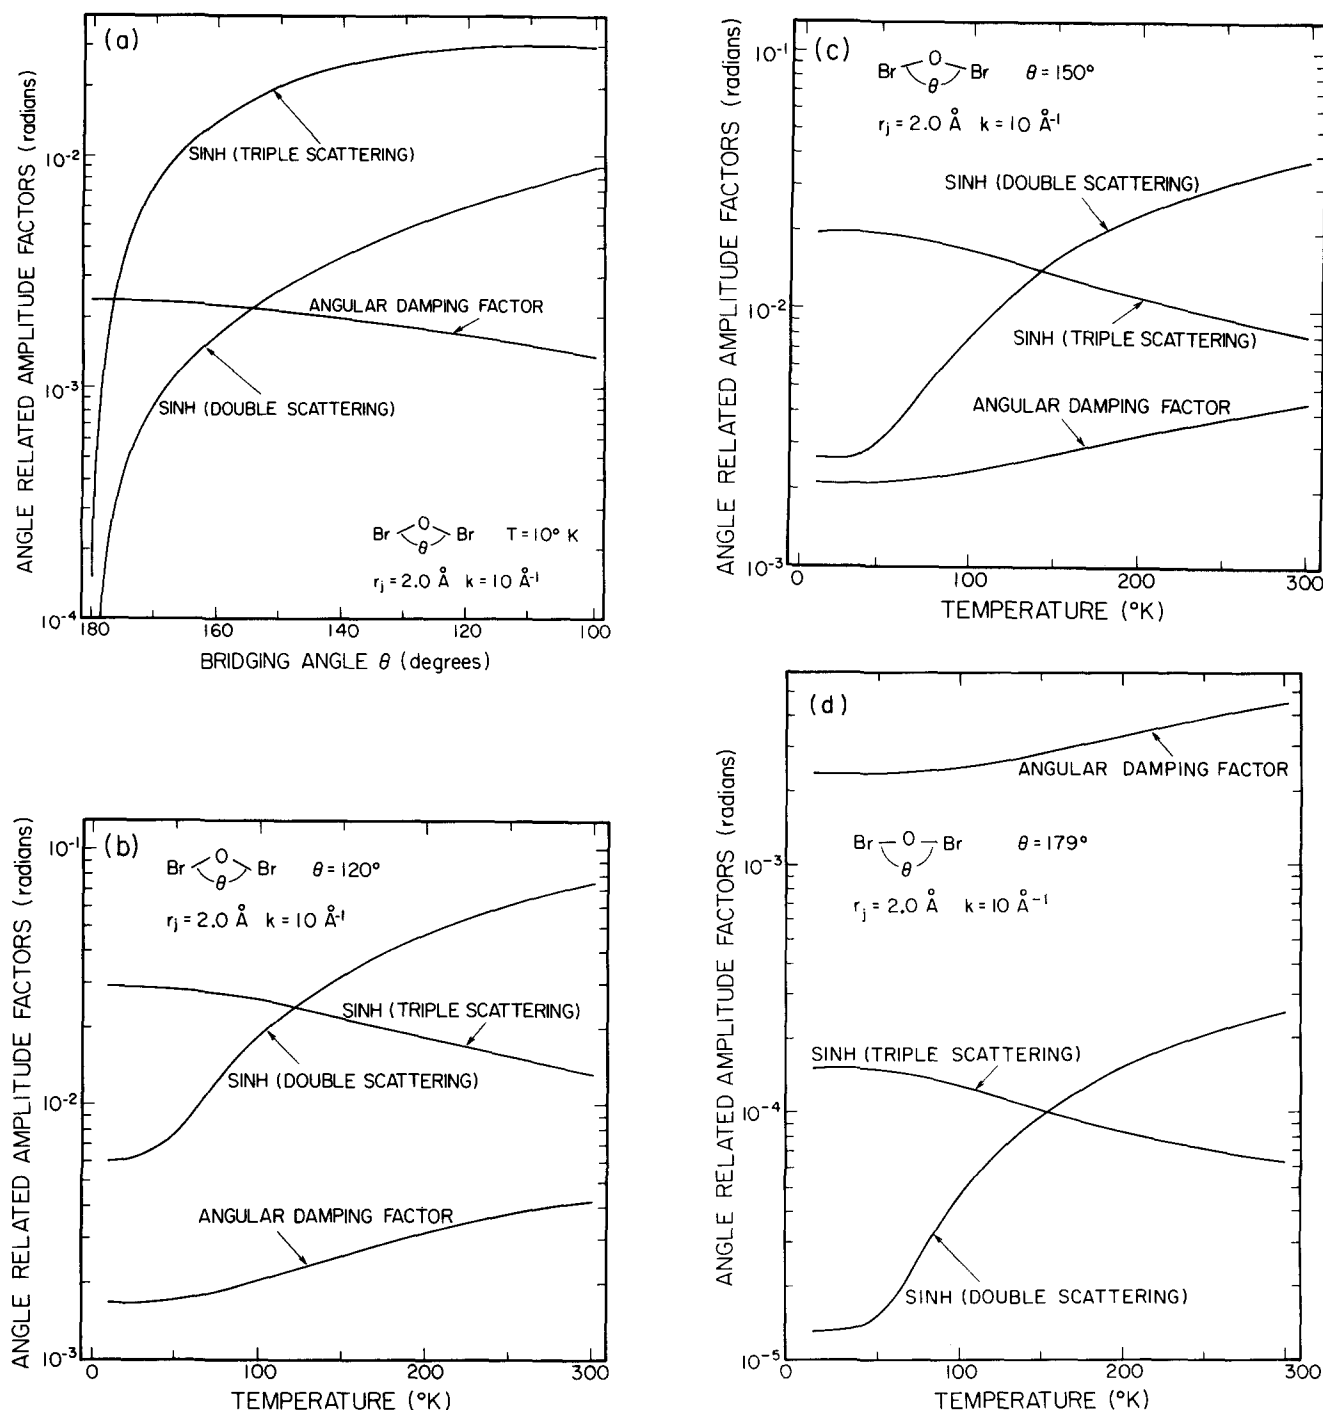 (a)
ANGLE RELATED AMPLITUDE FACTORS (radians)
10⁻²
10⁻³
10⁻⁴
SINH (TRIPLE SCATTERING)
ANGULAR DAMPING FACTOR
SINH (DOUBLE SCATTERING)
Br O Br T = 10° K
θ
r_j = 2.0 Å k = 10 Å⁻¹
180 160 140 120 100
BRIDGING ANGLE θ (degrees)
(b)
ANGLE RELATED AMPLITUDE FACTORS (radians)
10⁻¹
10⁻²
10⁻³
Br O Br θ = 120°
θ
r_j = 2.0 Å k = 10 Å⁻¹
SINH (TRIPLE SCATTERING)
SINH (DOUBLE SCATTERING)
ANGULAR DAMPING FACTOR
0 100 200 300
TEMPERATURE (°K)
(c)
ANGLE RELATED AMPLITUDE FACTORS (radians)
10⁻¹
10⁻²
10⁻³
Br O Br θ = 150°
θ
r_j = 2.0 Å k = 10 Å⁻¹
SINH (DOUBLE SCATTERING)
SINH (TRIPLE SCATTERING)
ANGULAR DAMPING FACTOR
0 100 200 300
TEMPERATURE (°K)
(d)
ANGLE RELATED AMPLITUDE FACTORS (radians)
10⁻³
10⁻⁴
10⁻⁵
ANGULAR DAMPING FACTOR
Br O Br θ = 179°
θ
r_j = 2.0 Å k = 10 Å⁻¹
SINH (TRIPLE SCATTERING)
SINH (DOUBLE SCATTERING)
0 100 200 300
TEMPERATURE (°K)